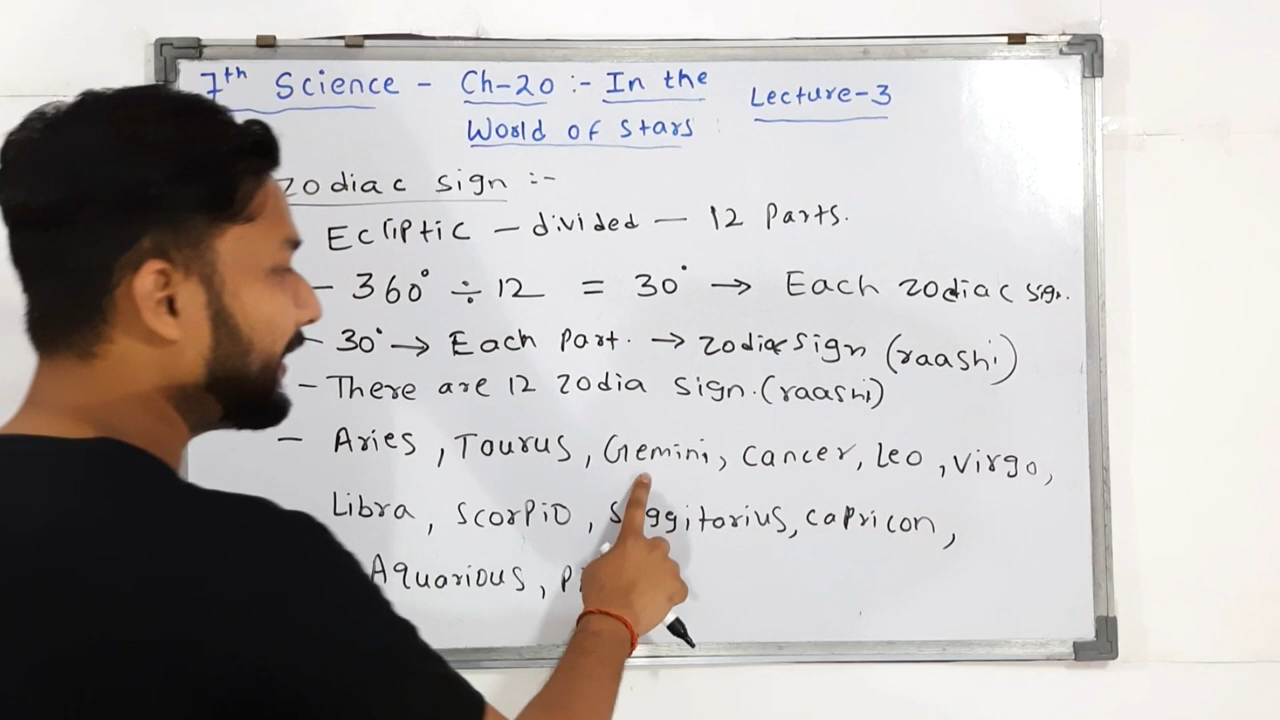 7th Science - Ch-20 :- In the
World of stars
Lecture-3
zodiac sign :-
Ecliptic - divided - 12 Parts.
- 360° ÷ 12 = 30° → Each zodiac sign.
- 30° → Each Part. → zodiac sign (raashi)
- There are 12 zodia sign. (raashi)
- Aries, Taurus, Gemini, Cancer, Leo, Virgo,
Libra, Scorpio, Saggitarius, Capricon,
Aquarious,